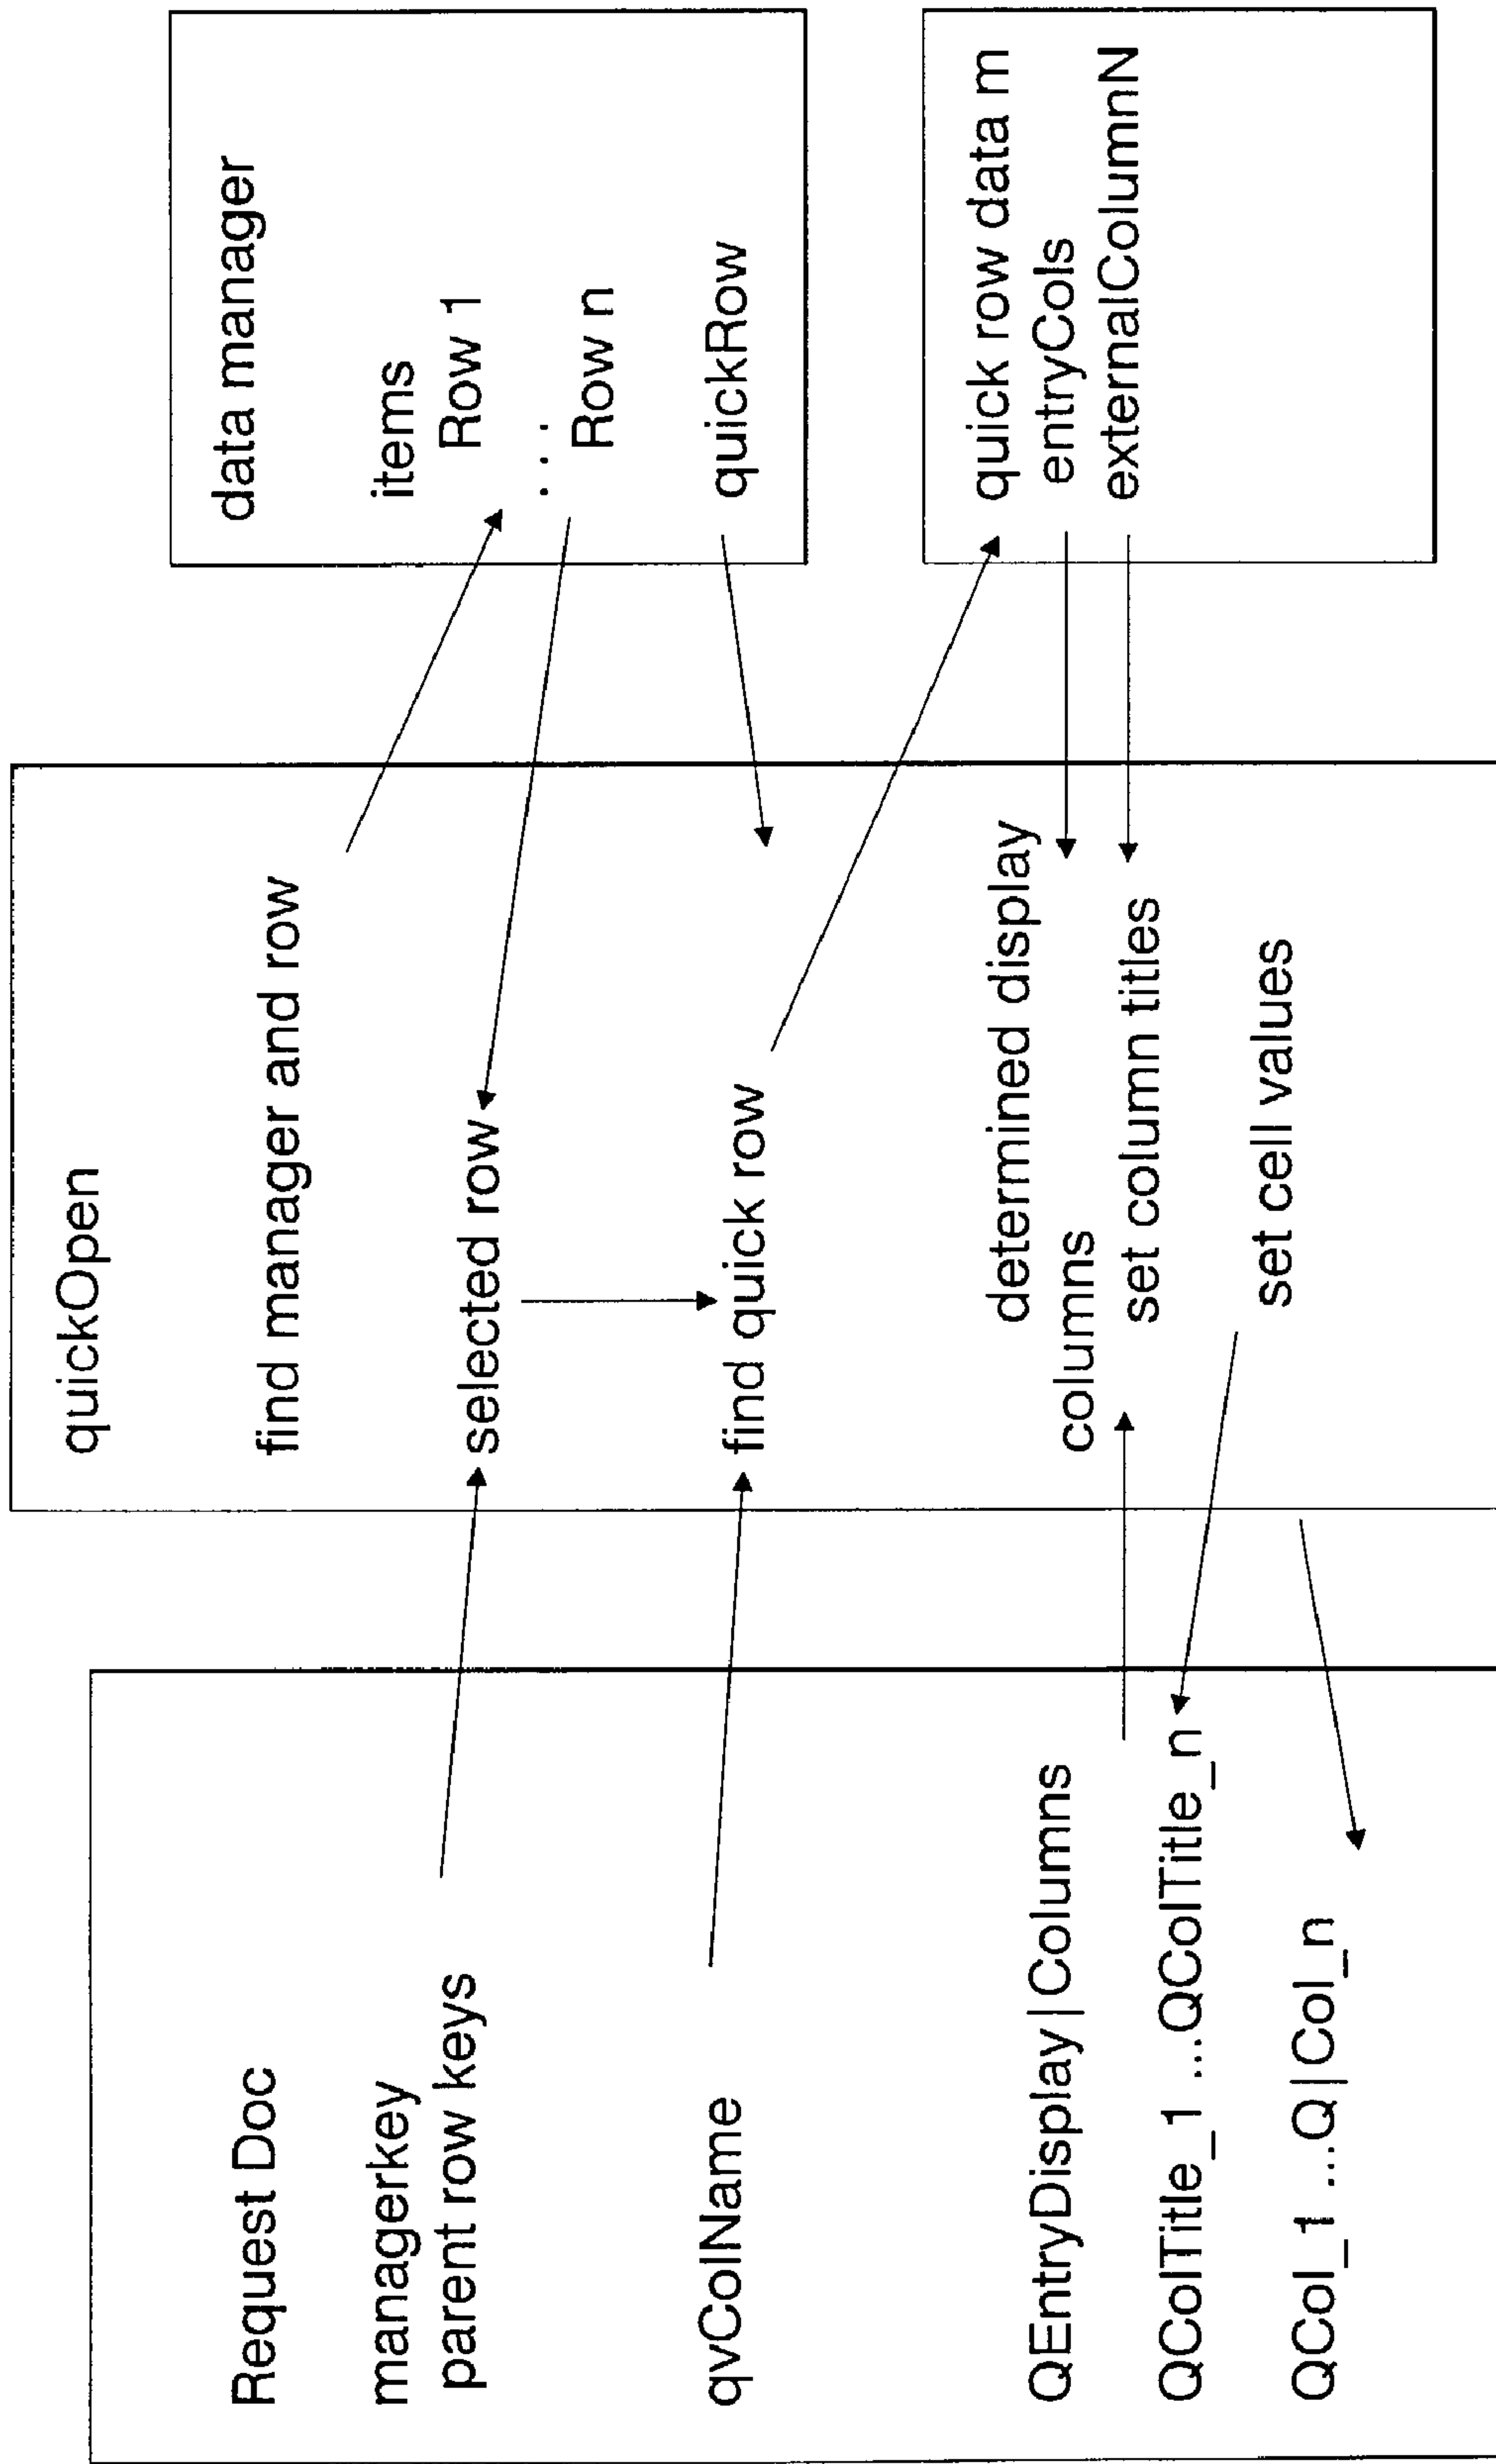 Request Doc
managerkey
parent row keys
qvColName
QEntryDisplay|Columns
QColTitle_1 ...QColTitle_n
QCol_1 ...Q|Col_n
quickOpen
find manager and row
selected row
find quick row
determined display
columns
set column titles
set cell values
data manager
items
Row 1
...
Row n
quickRow
quick row data m
entryCols
externalColumnN